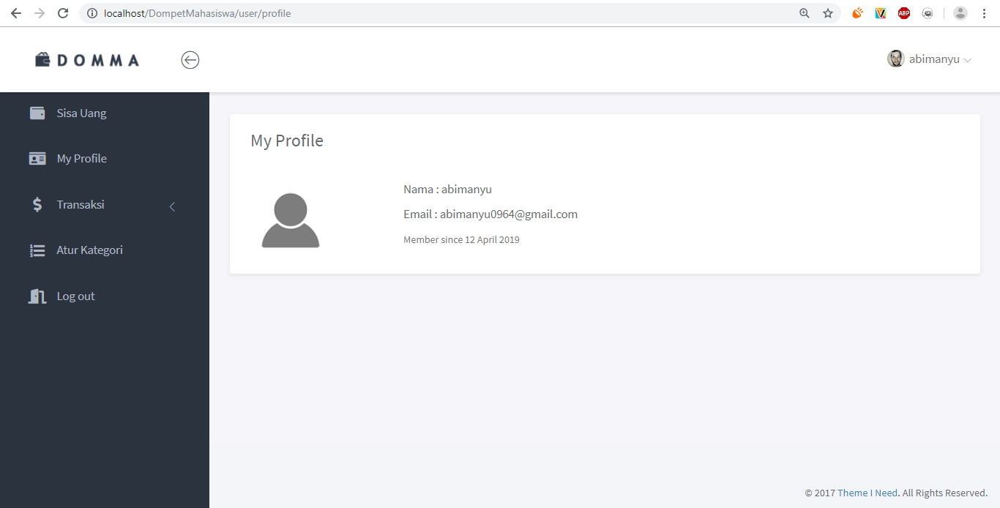 localhost/DompetMahasiswa/user/profile
ABP
DOMMA
abimanyu
Sisa Uang
My Profile
Transaksi
Atur Kategori
Log out
My Profile
Nama : abimanyu
Email : abimanyu0964@gmail.com
Member since 12 April 2019
© 2017 Theme I Need. All Rights Reserved.